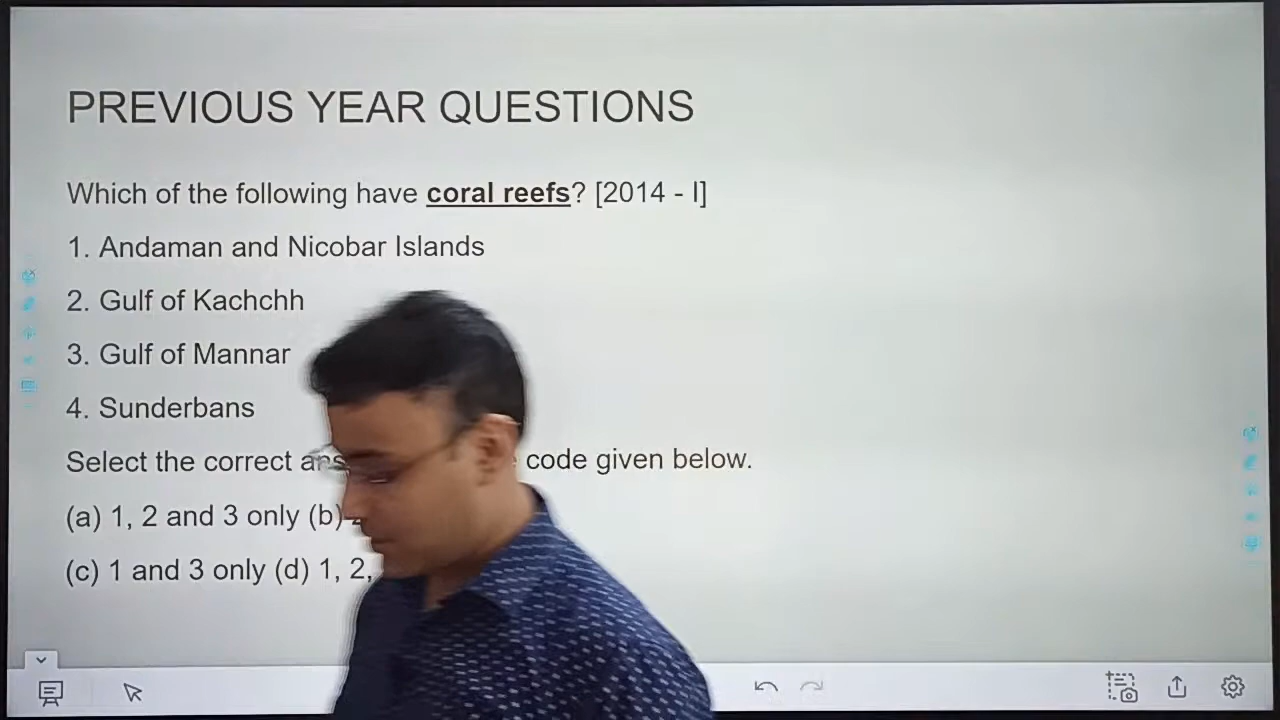 PREVIOUS YEAR QUESTIONS
Which of the following have coral reefs? [2014 - I]
1. Andaman and Nicobar Islands
2. Gulf of Kachchh
3. Gulf of Mannar
4. Sunderbans
Select the correct code given below.
(a) 1, 2 and 3 only (b)
(c) 1 and 3 only (d) 1, 2,